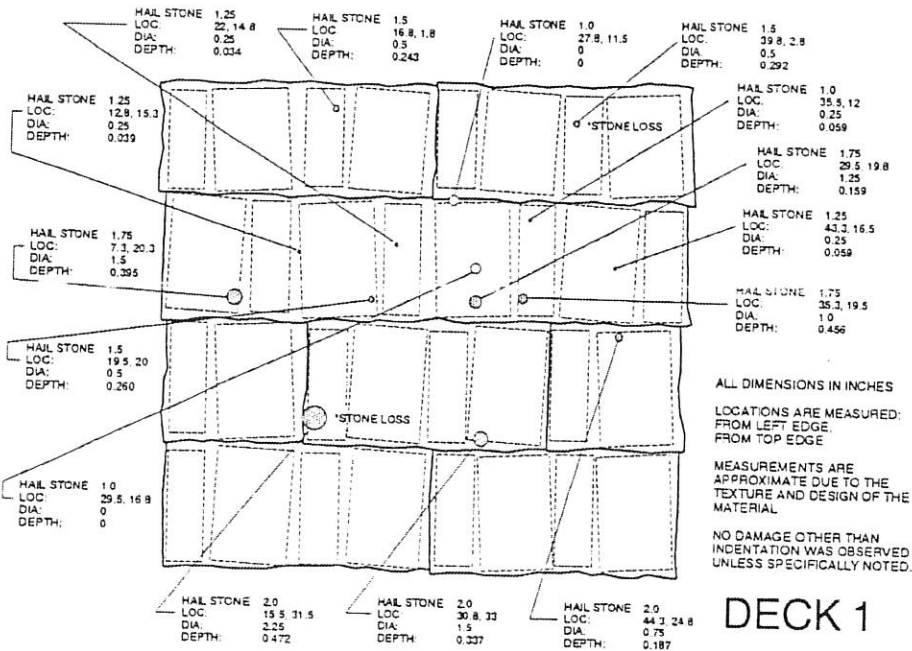 HAIL STONE 1.25
LOC: 22, 14.8
DIA: 0.25
DEPTH: 0.034
HAIL STONE 1.5
LOC: 16.8, 1.8
DIA: 0.5
DEPTH: 0.243
HAIL STONE 1.0
LOC: 27.8, 11.5
DIA: 0
DEPTH: 0
HAIL STONE 1.5
LOC: 39.8, 2.8
DIA: 0.5
DEPTH: 0.292
HAIL STONE 1.25
LOC: 12.8, 15.3
DIA: 0.25
DEPTH: 0.039
*STONE LOSS
HAIL STONE 1.0
LOC. 35.5, 12
DIA: 0.25
DEPTH: 0.059
HAIL STONE 1.75
LOC: 29.5, 19.8
DIA: 1.25
DEPTH: 0.159
HAIL STONE 1.25
LOC: 43.3, 16.5
DIA: 0.25
DEPTH: 0.059
HAIL STONE 1.75
LOC: 7.3, 20.3
DIA: 1.5
DEPTH: 0.395
HAIL STONE 1.75
LOC: 35.3, 19.5
DIA: 1.0
DEPTH: 0.456
HAIL STONE 1.5
LOC: 19.5, 20
DIA: 0.5
DEPTH: 0.260
*STONE LOSS
HAIL STONE 1.0
LOC: 29.5, 16.8
DIA: 0
DEPTH: 0
ALL DIMENSIONS IN INCHES
LOCATIONS ARE MEASURED:
FROM LEFT EDGE,
FROM TOP EDGE
MEASUREMENTS ARE
APPROXIMATE DUE TO THE
TEXTURE AND DESIGN OF THE
MATERIAL
NO DAMAGE OTHER THAN
INDENTATION WAS OBSERVED
UNLESS SPECIFICALLY NOTED.
HAIL STONE 2.0
LOC: 15.5, 31.5
DIA: 2.25
DEPTH: 0.472
HAIL STONE 2.0
LOC: 30.8, 33
DIA: 1.5
DEPTH: 0.337
HAIL STONE 2.0
LOC: 44.3, 24.8
DIA: 0.75
DEPTH: 0.187
DECK 1